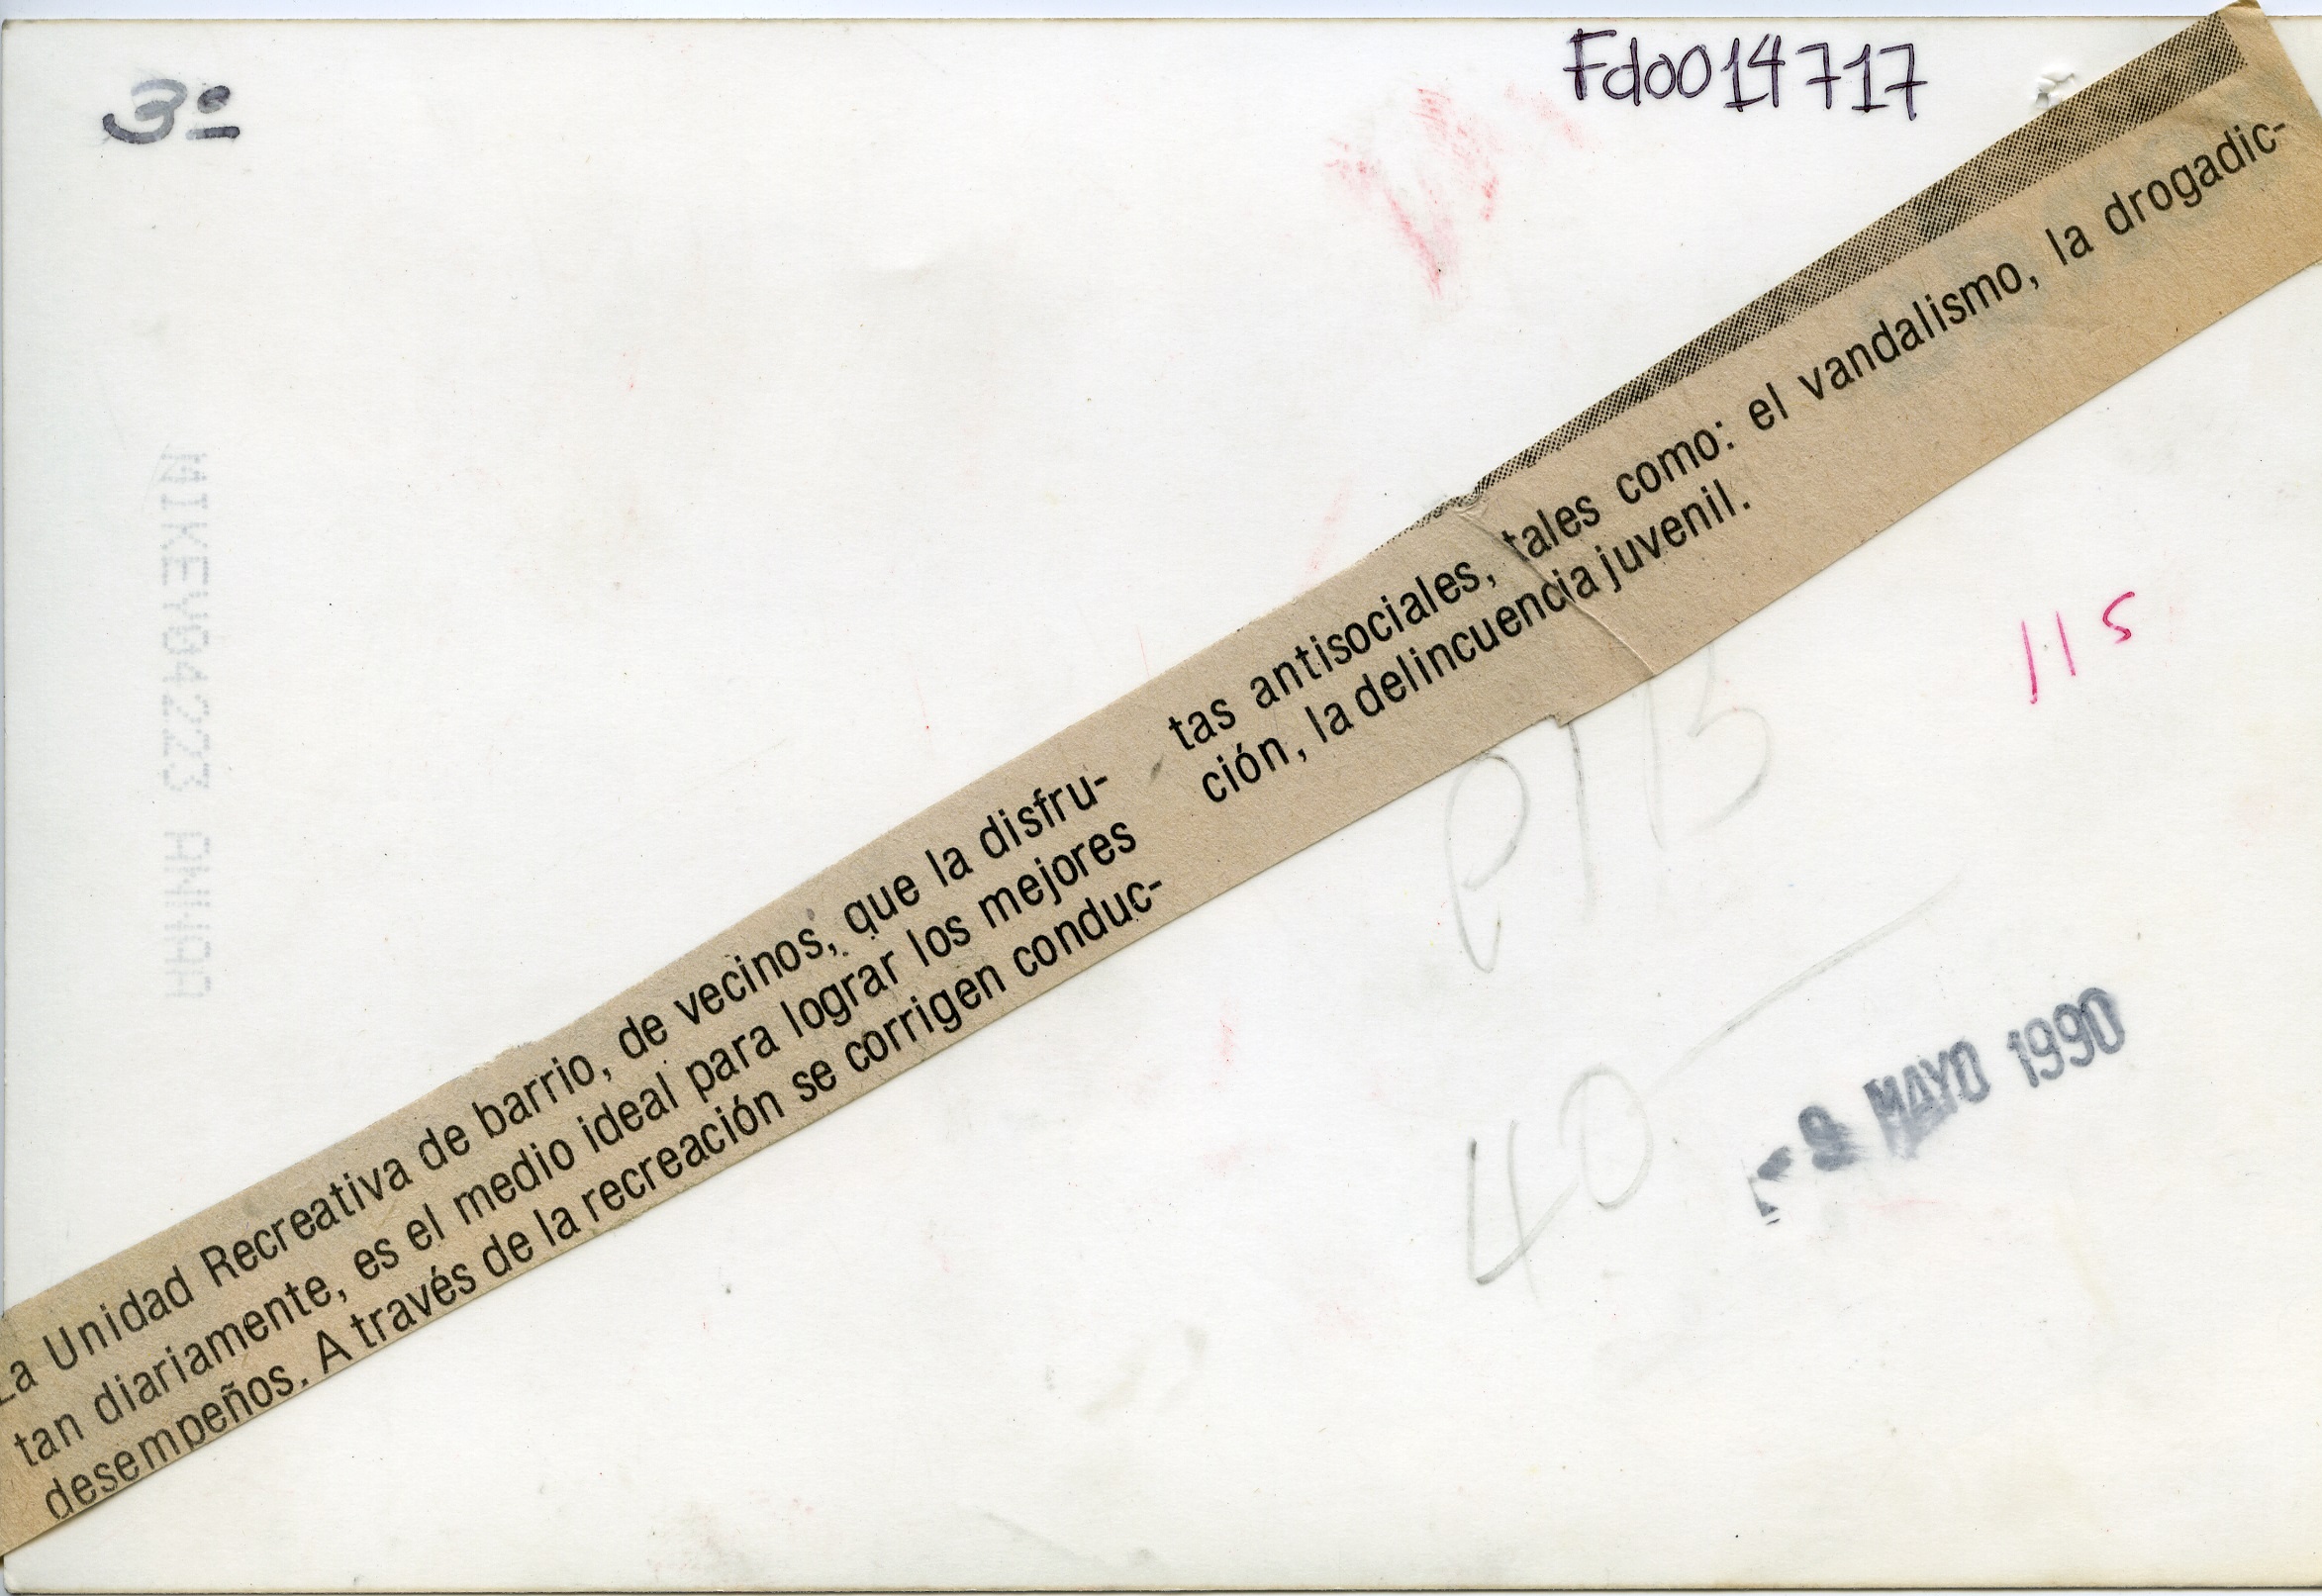 3º
Fdo014717
La Unidad Recreativa de barrio, de vecinos, que la disfru-
tan diariamente, es el medio ideal para lograr los mejores
desempeños. A través de la recreación se corrigen conduc-
tas antisociales, tales como: el vandalismo, la drogadic-
ción, la delincuencia juvenil.
115
40
MAYO 1990